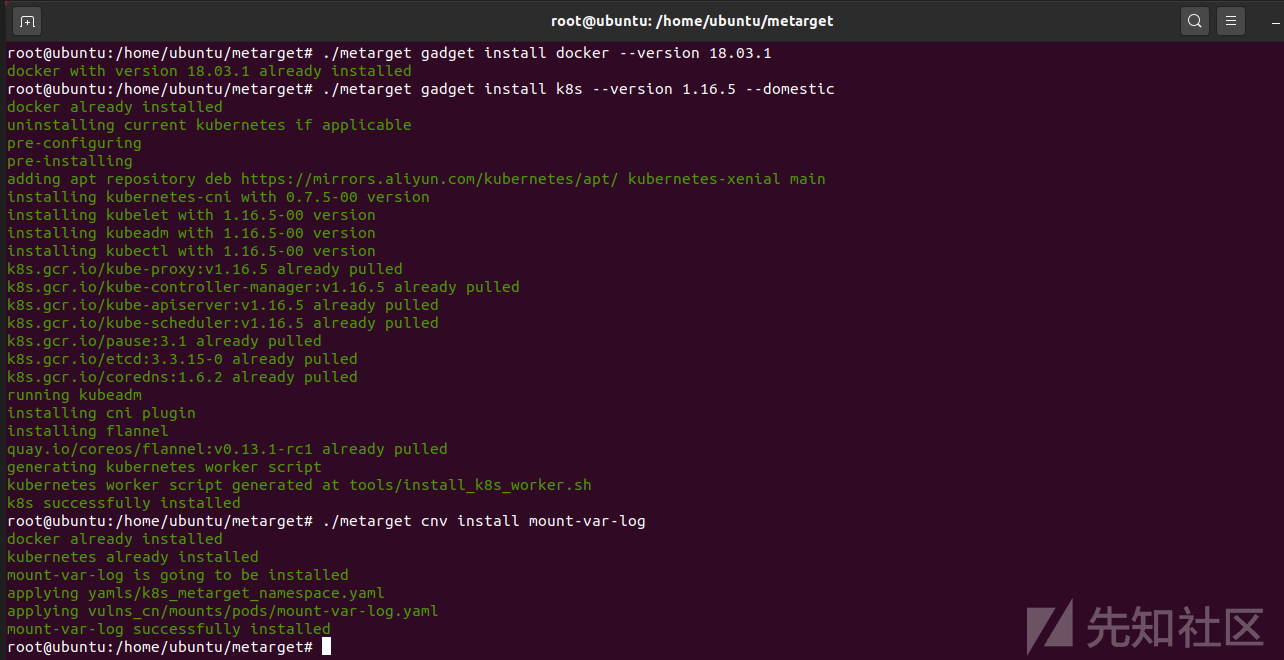 root@ubuntu: /home/ubuntu/metarget
root@ubuntu:/home/ubuntu/metarget# ./metarget gadget install docker --version 18.03.1
docker with version 18.03.1 already installed
root@ubuntu:/home/ubuntu/metarget# ./metarget gadget install k8s --version 1.16.5 --domestic
docker already installed
uninstalling current kubernetes if applicable
pre-configuring
pre-installing
adding apt repository deb https://mirrors.aliyun.com/kubernetes/apt/ kubernetes-xenial main
installing kubernetes-cni with 0.7.5-00 version
installing kubelet with 1.16.5-00 version
installing kubeadm with 1.16.5-00 version
installing kubectl with 1.16.5-00 version
k8s.gcr.io/kube-proxy:v1.16.5 already pulled
k8s.gcr.io/kube-controller-manager:v1.16.5 already pulled
k8s.gcr.io/kube-apiserver:v1.16.5 already pulled
k8s.gcr.io/kube-scheduler:v1.16.5 already pulled
k8s.gcr.io/pause:3.1 already pulled
k8s.gcr.io/etcd:3.3.15-0 already pulled
k8s.gcr.io/coredns:1.6.2 already pulled
running kubeadm
installing cni plugin
installing flannel
quay.io/coreos/flannel:v0.13.1-rc1 already pulled
generating kubernetes worker script
kubernetes worker script generated at tools/install_k8s_worker.sh
k8s successfully installed
root@ubuntu:/home/ubuntu/metarget# ./metarget cnv install mount-var-log
docker already installed
kubernetes already installed
mount-var-log is going to be installed
applying yamls/k8s_metarget_namespace.yaml
applying vulns_cn/mounts/pods/mount-var-log.yaml
mount-var-log successfully installed
root@ubuntu:/home/ubuntu/metarget#
先知社区